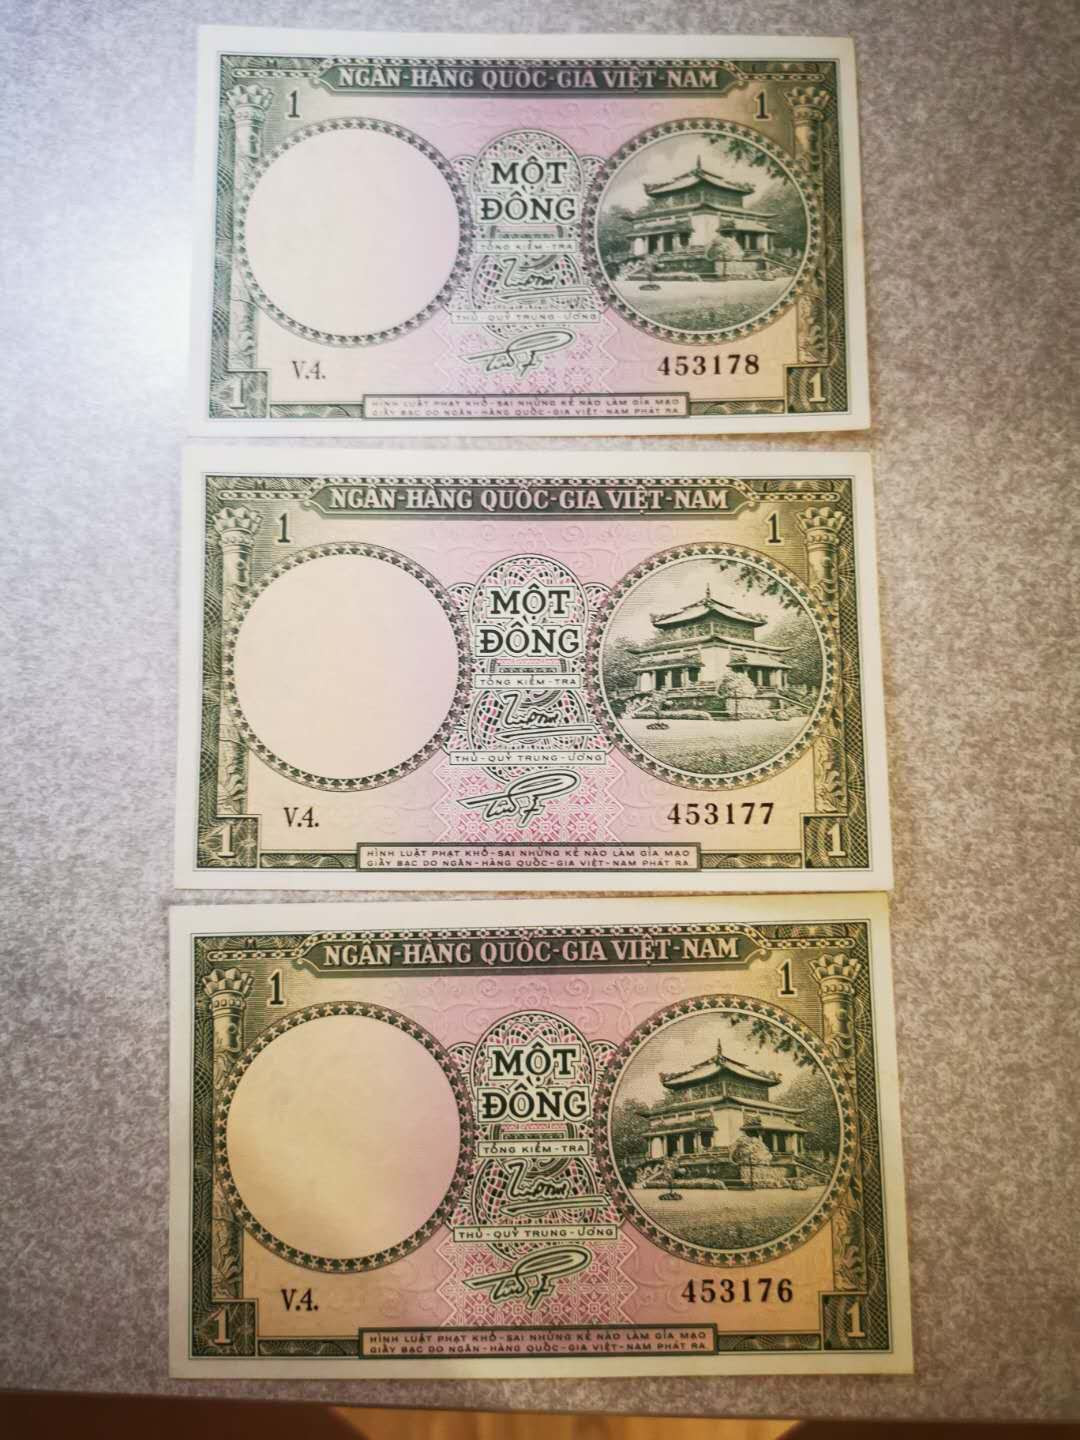 NGÂN-HÀNG QUỐC-GIA VIỆT-NAM
1 1
MỘT
ĐỒNG
TỔNG KIỂM-TRA
THỦ-QUỸ TRUNG-ƯƠNG
V.4. 453178
HÌNH LUẬT PHẠT KHỔ-SAI NHỮNG KẺ NÀO LÀM GIẢ MẠO
1 GIẤY BẠC DO NGÂN-HÀNG QUỐC-GIA VIỆT-NAM PHÁT RA 1
NGÂN-HÀNG QUỐC-GIA VIỆT-NAM
1 1
MỘT
ĐỒNG
TỔNG KIỂM-TRA
THỦ-QUỸ TRUNG-ƯƠNG
V.4. 453177
HÌNH LUẬT PHẠT KHỔ-SAI NHỮNG KẺ NÀO LÀM GIẢ MẠO
1 GIẤY BẠC DO NGÂN-HÀNG QUỐC-GIA VIỆT-NAM PHÁT RA 1
NGÂN-HÀNG QUỐC-GIA VIỆT-NAM
1 1
MỘT
ĐỒNG
TỔNG KIỂM-TRA
THỦ-QUỸ TRUNG-ƯƠNG
V.4. 453176
HÌNH LUẬT PHẠT KHỔ-SAI NHỮNG KẺ NÀO LÀM GIẢ MẠO
1 GIẤY BẠC DO NGÂN-HÀNG QUỐC-GIA VIỆT-NAM PHÁT RA 1